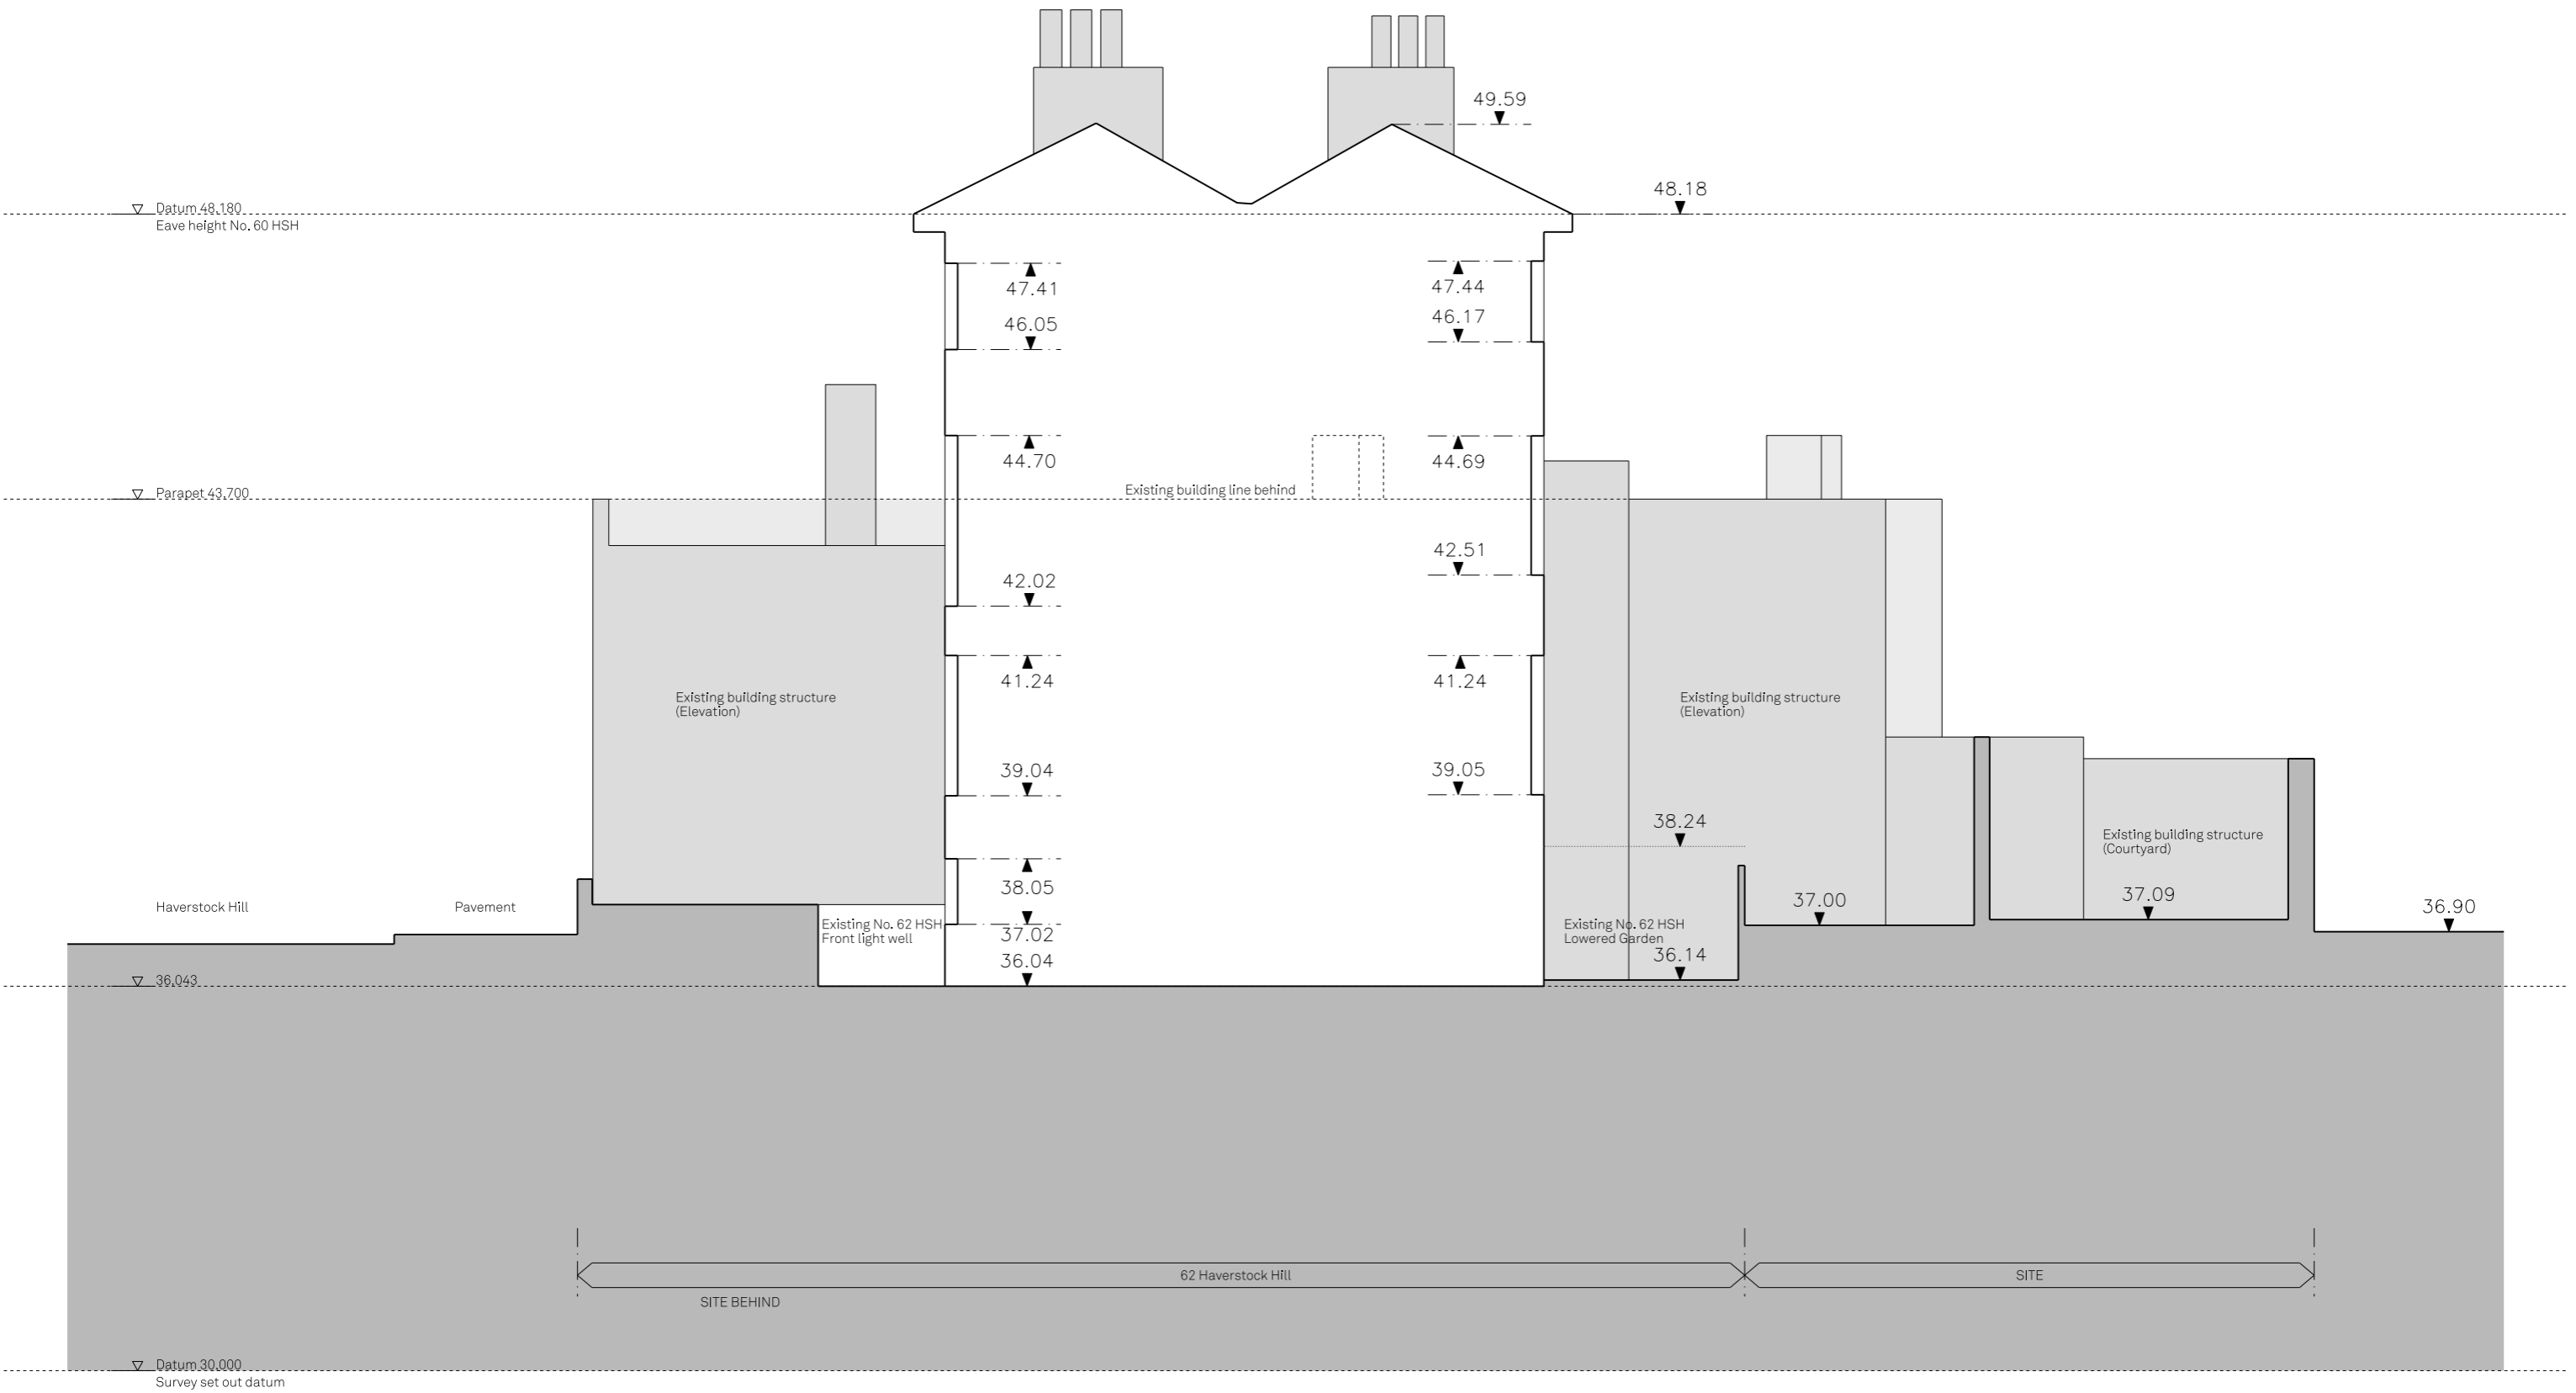 49.59
48.18
Datum 48,180
Eave height No. 60 HSH
47.41
47.44
46.05
46.17
44.70
44.69
Parapet 43,700
Existing building line behind
42.51
42.02
41.24
41.24
Existing building structure
(Elevation)
Existing building structure
(Elevation)
39.04
39.05
38.24
Existing building structure
(Courtyard)
38.05
37.00
37.09
36.90
Haverstock Hill
Pavement
Existing No. 62 HSH
Front light well
37.02
Existing No. 62 HSH
Lowered Garden
36.04
36.14
36,043
62 Haverstock Hill
SITE
SITE BEHIND
Datum 30,000
Survey set out datum